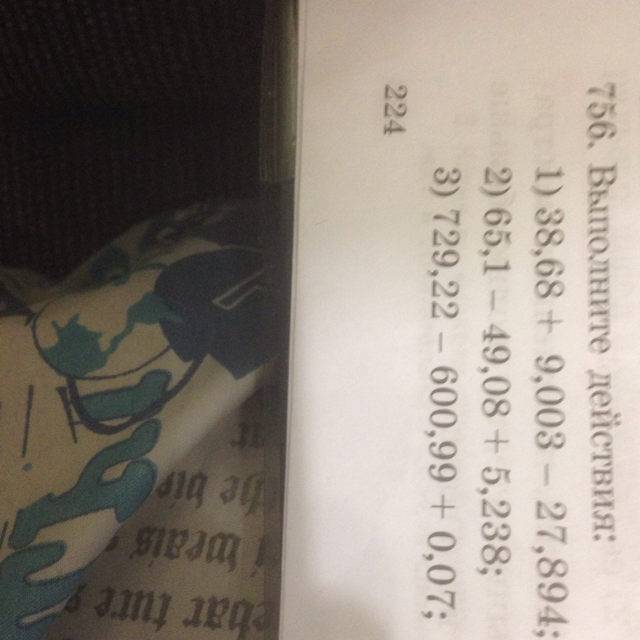 756. Выполните действия:
1) 38,68 + 9,003 − 27,894;
2) 65,1 − 49,08 + 5,238;
3) 729,22 − 600,99 + 0,07;
224